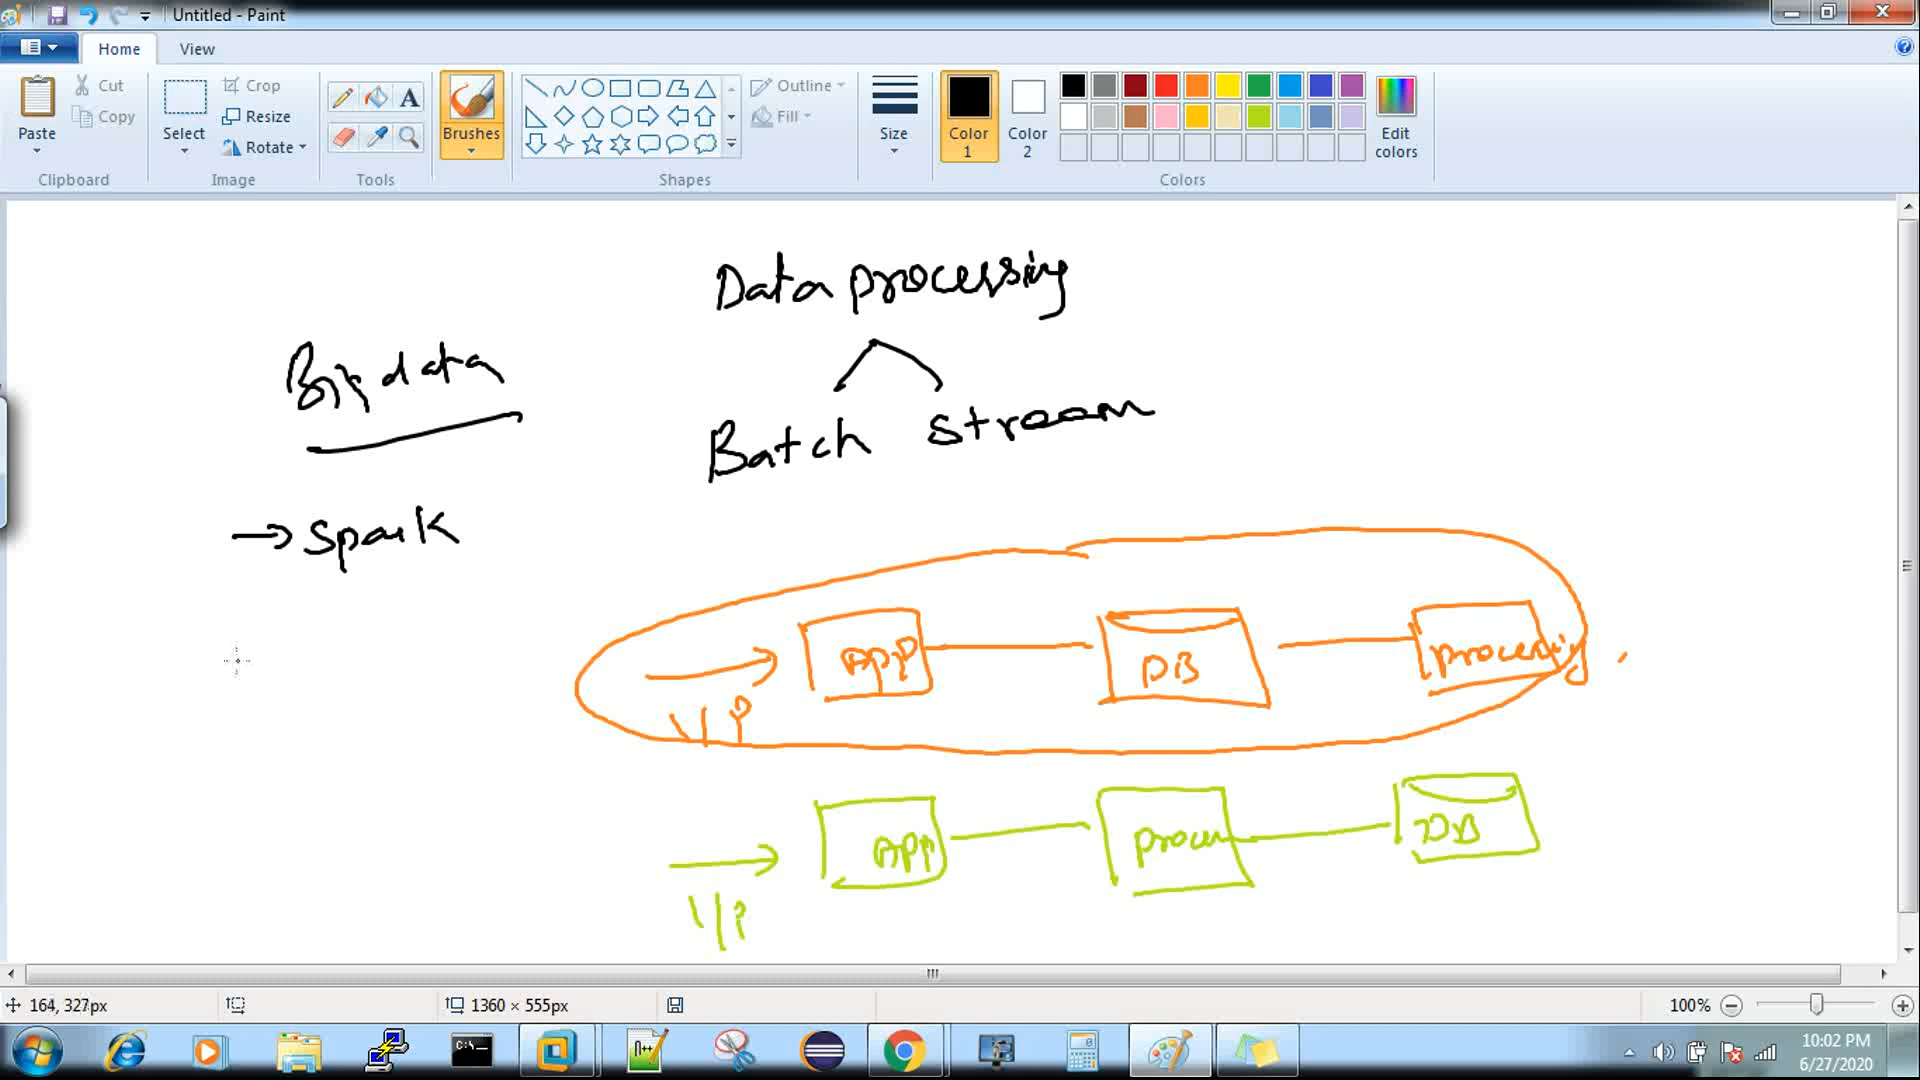 Untitled - Paint
Home
View
Paste
Cut
Copy
Clipboard
Select
Crop
Resize
Rotate
Image
Tools
Brushes
Shapes
Outline
Fill
Size
Color 1
Color 2
Edit colors
Colors
Data processing
Big data
Batch stream
→ Spark
APP
DB
processing
I/P
APP
Proces
DB
I/P
164, 327px
1360 × 555px
100%
C:\_
N++
10:02 PM
6/27/2020